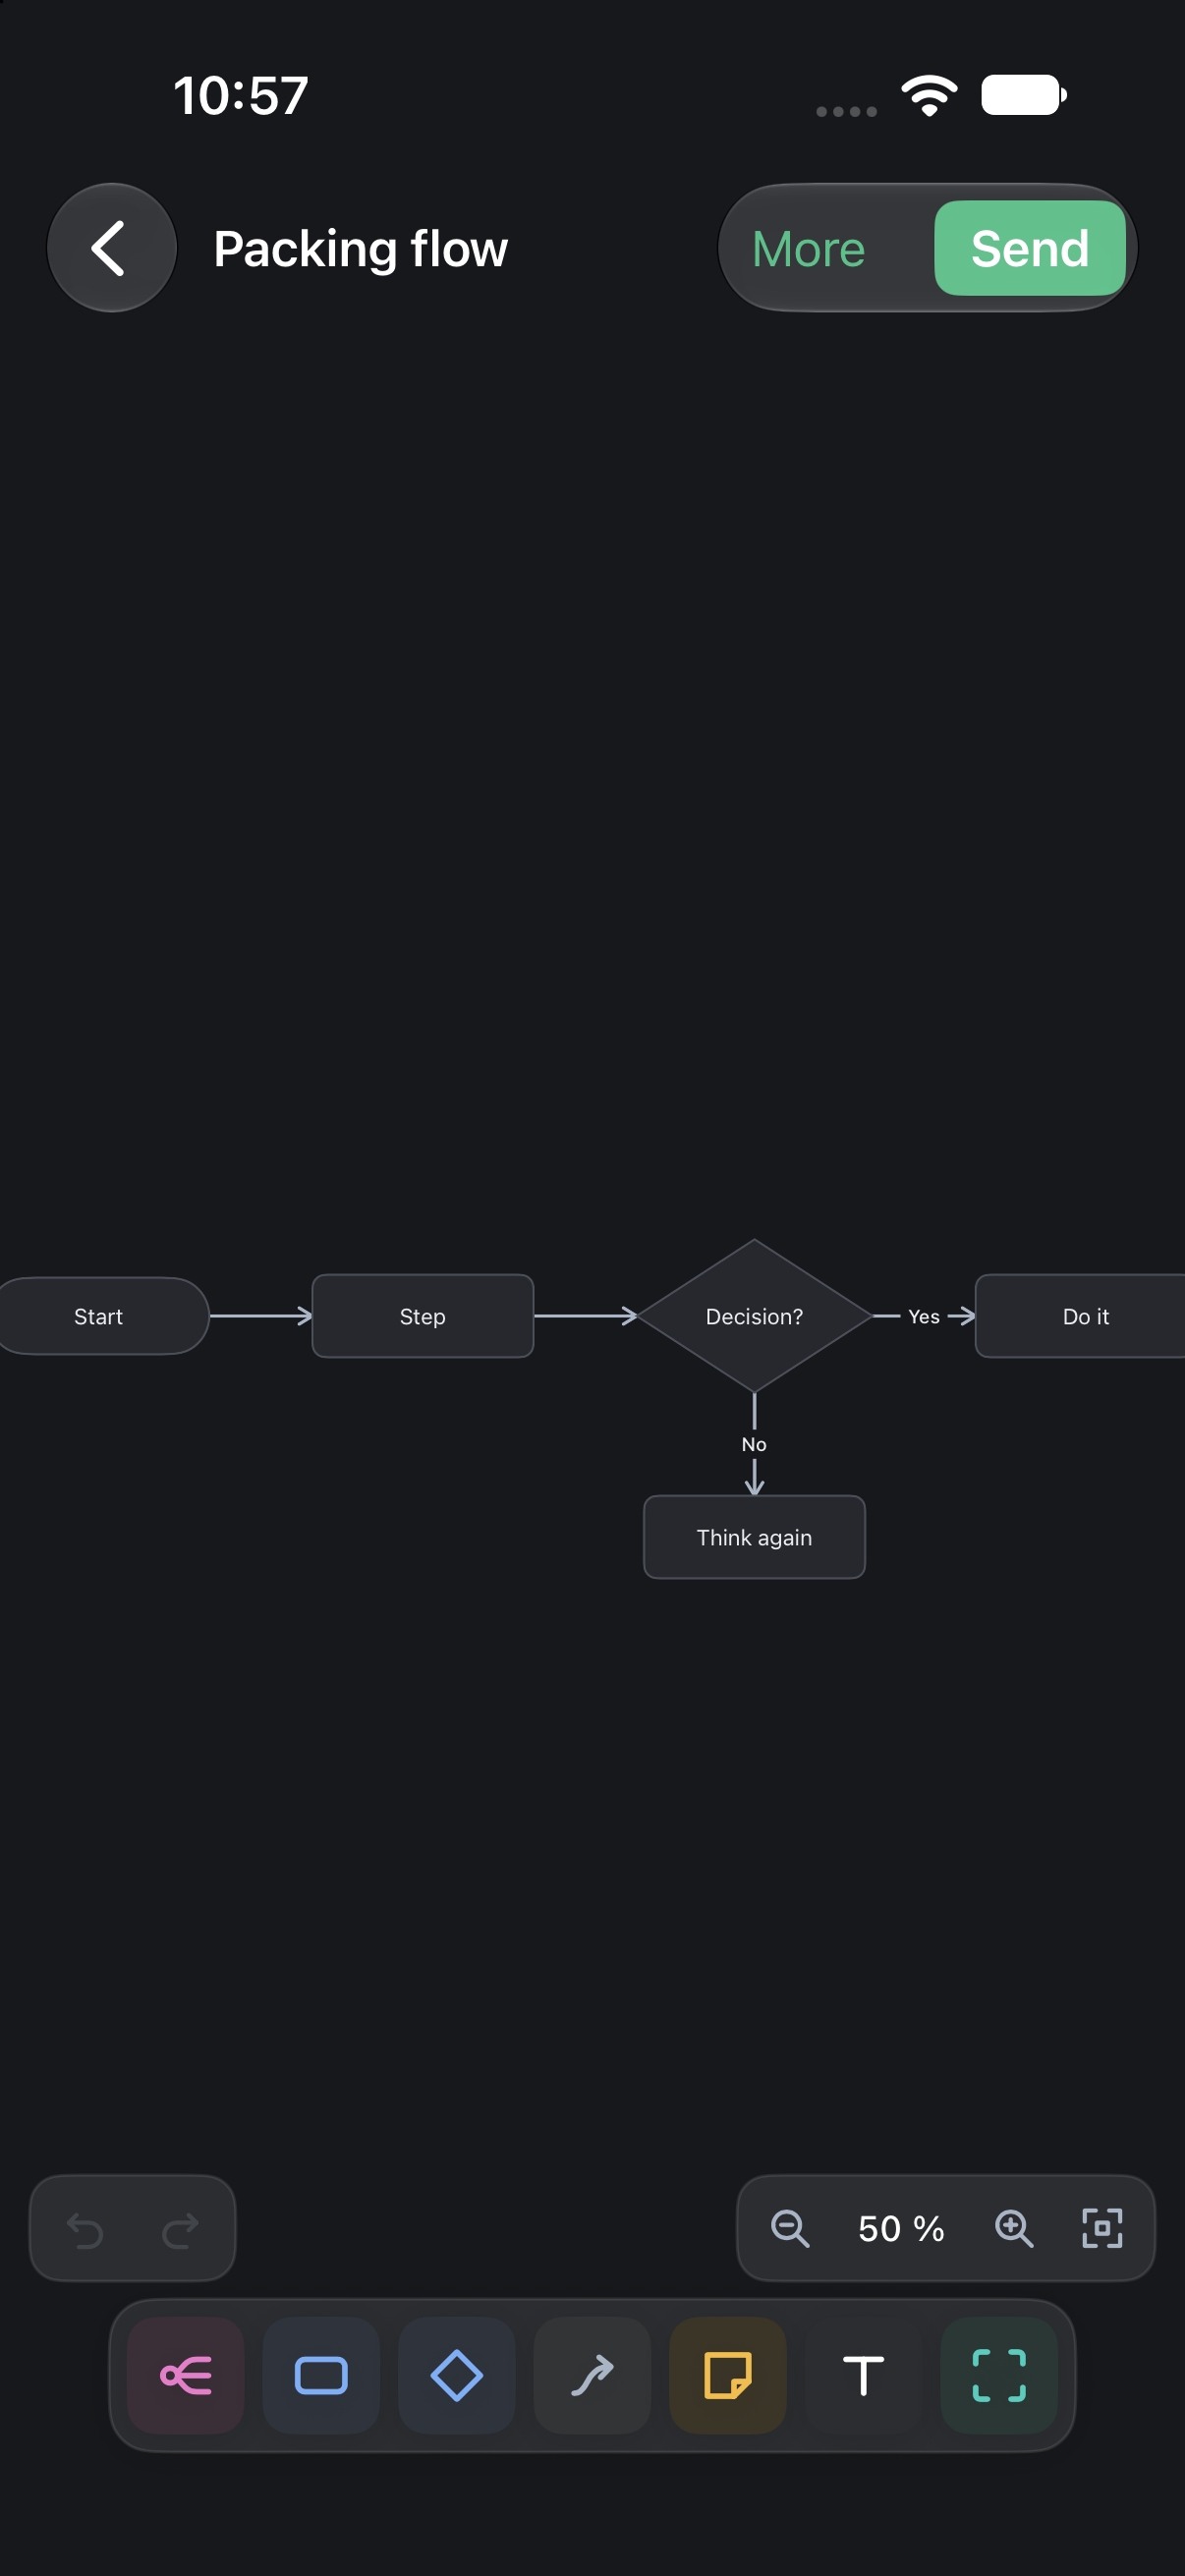 10:57
Packing flow
More
Send
Start
Step
Decision?
Yes
Do it
No
Think again
50 %